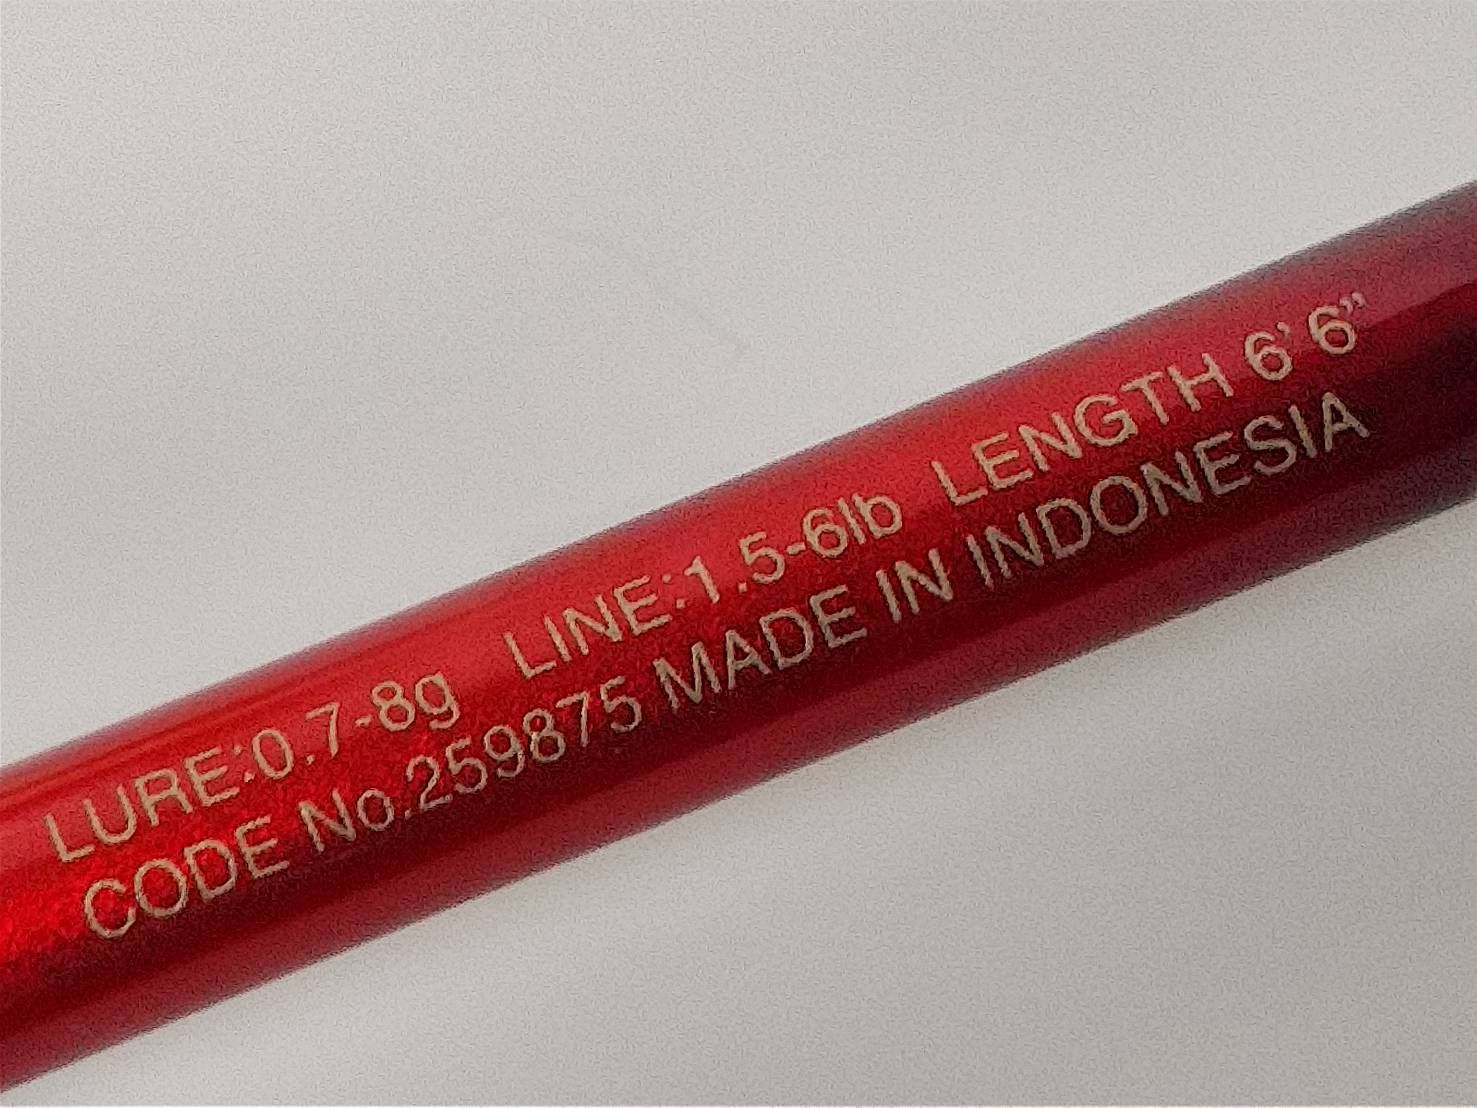 LURE:0.7-8g LINE:1.5-6lb LENGTH 6' 6"
CODE No.259875 MADE IN INDONESIA